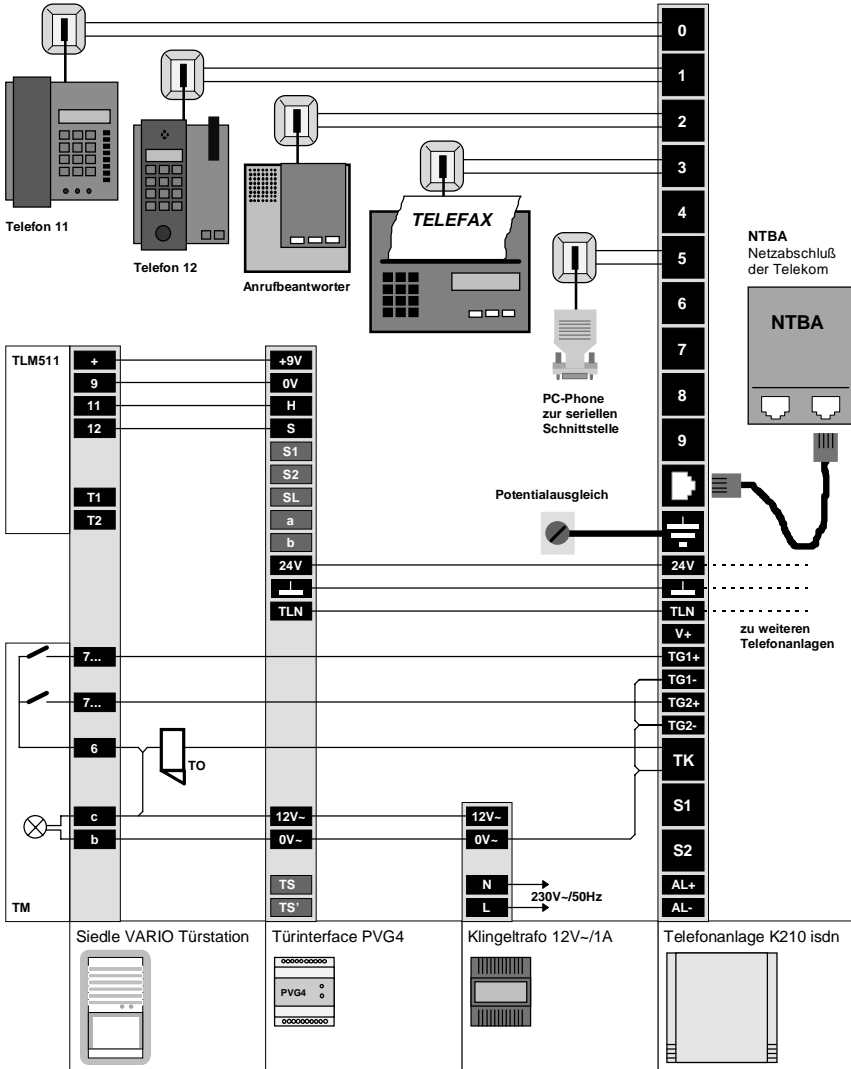 0
1
2
3
4
5
6
7
8
9
Telefon 11
Telefon 12
Anrufbeantworter
TELEFAX
PC-Phone
zur seriellen
Schnittstelle
NTBA
Netzabschluß
der Telekom
NTBA
Potentialausgleich
TLM511
+
9
11
12
T1
T2
7...
7...
6
c
b
TO
TM
+9V
0V
H
S
S1
S2
SL
a
b
24V
TLN
12V~
0V~
TS
TS'
12V~
0V~
N
L
230V~/50Hz
24V
TLN
V+
TG1+
TG1-
TG2+
TG2-
TK
S1
S2
AL+
AL-
zu weiteren
Telefonanlagen
Siedle VARIO Türstation
Türinterface PVG4
PVG4
Klingeltrafo 12V~/1A
Telefonanlage K210 isdn